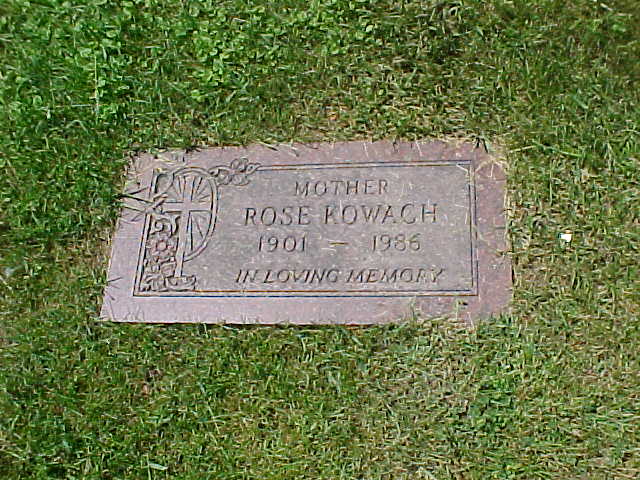 MOTHER
ROSE KOWACH
1901 — 1986
IN LOVING MEMORY